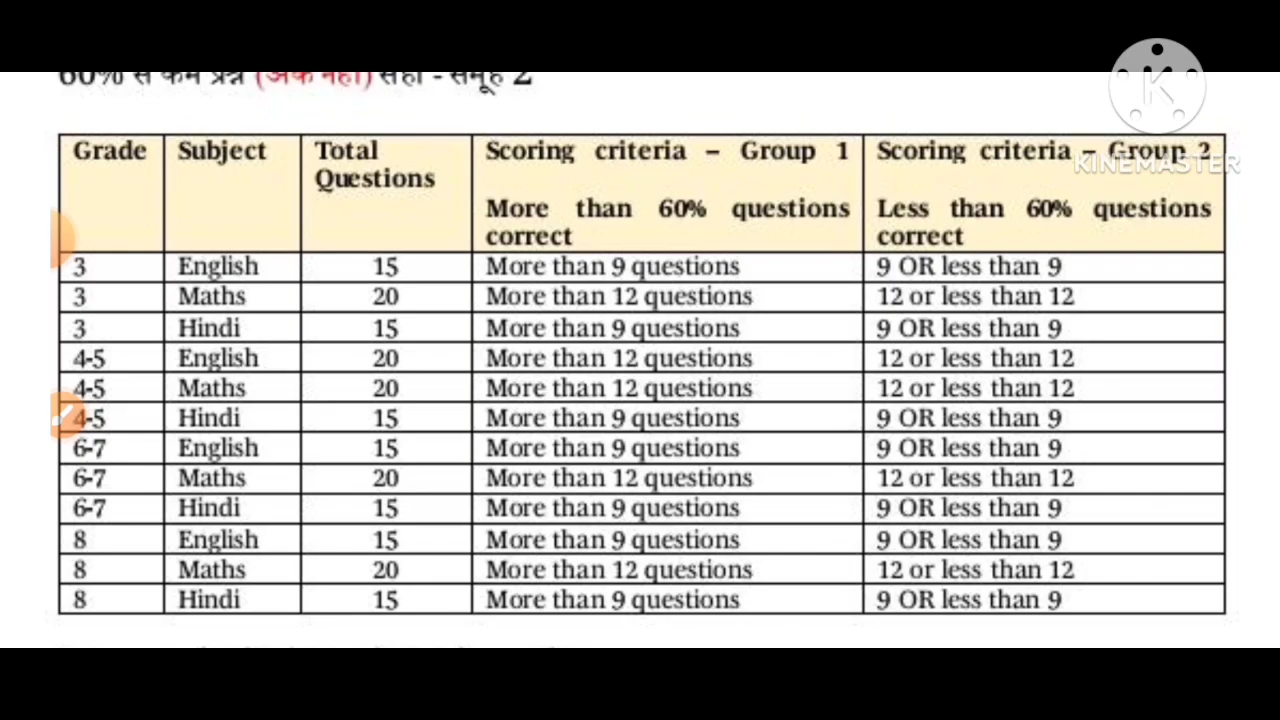 60% से कम प्रश्न (अंक नहीं) सही - समूह 2
KINEMASTER
Grade Subject Total Questions Scoring criteria – Group 1 More than 60% questions correct Scoring criteria – Group 2 Less than 60% questions correct
3 English 15 More than 9 questions 9 OR less than 9
3 Maths 20 More than 12 questions 12 or less than 12
3 Hindi 15 More than 9 questions 9 OR less than 9
4-5 English 20 More than 12 questions 12 or less than 12
4-5 Maths 20 More than 12 questions 12 or less than 12
4-5 Hindi 15 More than 9 questions 9 OR less than 9
6-7 English 15 More than 9 questions 9 OR less than 9
6-7 Maths 20 More than 12 questions 12 or less than 12
6-7 Hindi 15 More than 9 questions 9 OR less than 9
8 English 15 More than 9 questions 9 OR less than 9
8 Maths 20 More than 12 questions 12 or less than 12
8 Hindi 15 More than 9 questions 9 OR less than 9